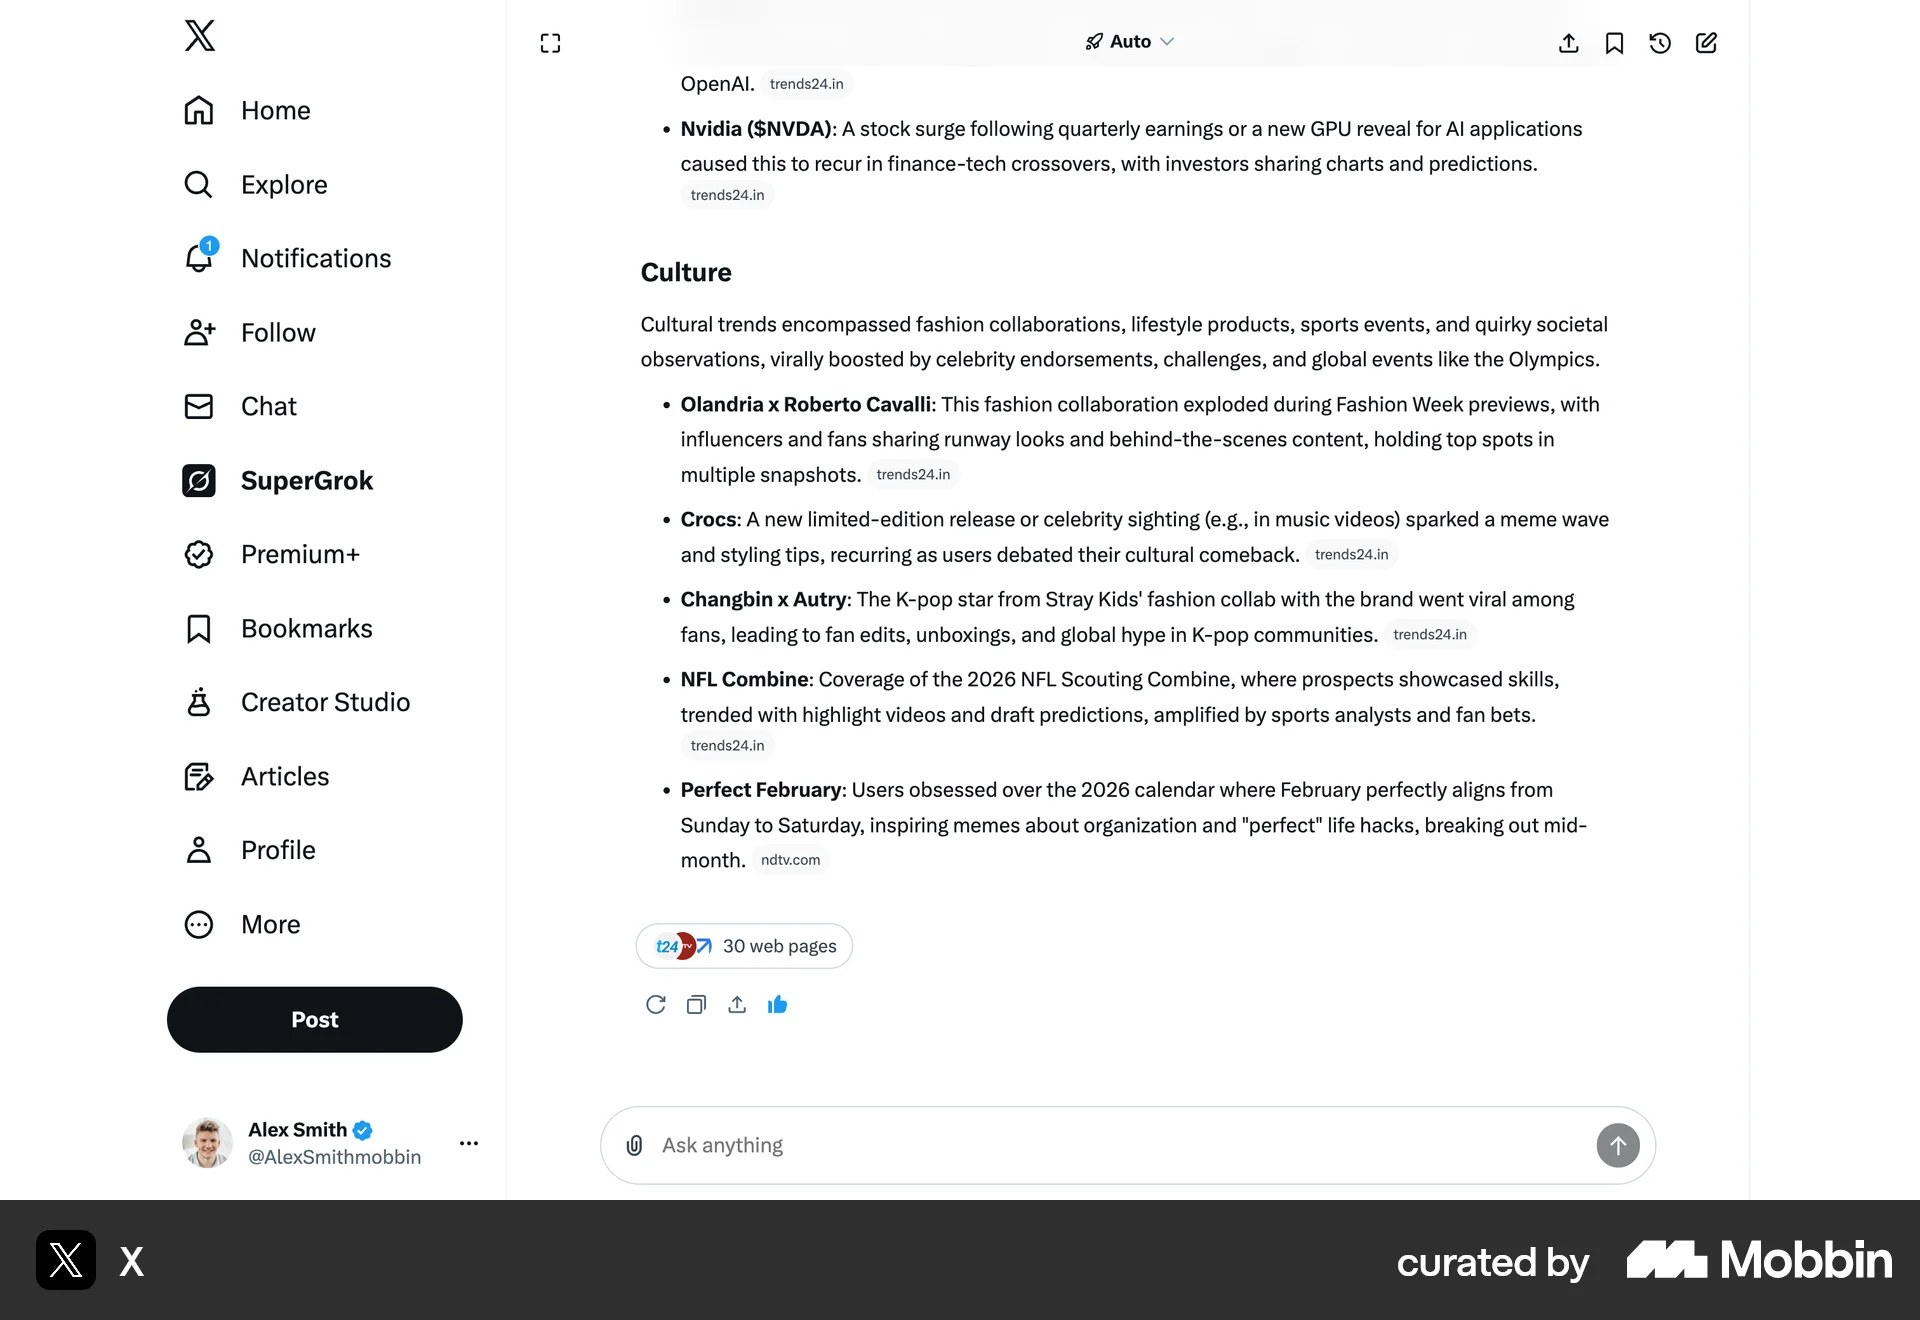 Home
Explore
1
Notifications
Follow
Chat
SuperGrok
Premium+
Bookmarks
Creator Studio
Articles
Profile
More
Post
Alex Smith
@AlexSmithmobbin
Auto
OpenAI. trends24.in
• Nvidia ($NVDA): A stock surge following quarterly earnings or a new GPU reveal for AI applications
caused this to recur in finance-tech crossovers, with investors sharing charts and predictions.
trends24.in
Culture
Cultural trends encompassed fashion collaborations, lifestyle products, sports events, and quirky societal
observations, virally boosted by celebrity endorsements, challenges, and global events like the Olympics.
• Olandria x Roberto Cavalli: This fashion collaboration exploded during Fashion Week previews, with
influencers and fans sharing runway looks and behind-the-scenes content, holding top spots in
multiple snapshots. trends24.in
• Crocs: A new limited-edition release or celebrity sighting (e.g., in music videos) sparked a meme wave
and styling tips, recurring as users debated their cultural comeback. trends24.in
• Changbin x Autry: The K-pop star from Stray Kids' fashion collab with the brand went viral among
fans, leading to fan edits, unboxings, and global hype in K-pop communities. trends24.in
• NFL Combine: Coverage of the 2026 NFL Scouting Combine, where prospects showcased skills,
trended with highlight videos and draft predictions, amplified by sports analysts and fan bets.
trends24.in
• Perfect February: Users obsessed over the 2026 calendar where February perfectly aligns from
Sunday to Saturday, inspiring memes about organization and "perfect" life hacks, breaking out mid-
month. ndtv.com
t24 TV 30 web pages
Ask anything
X
curated by Mobbin